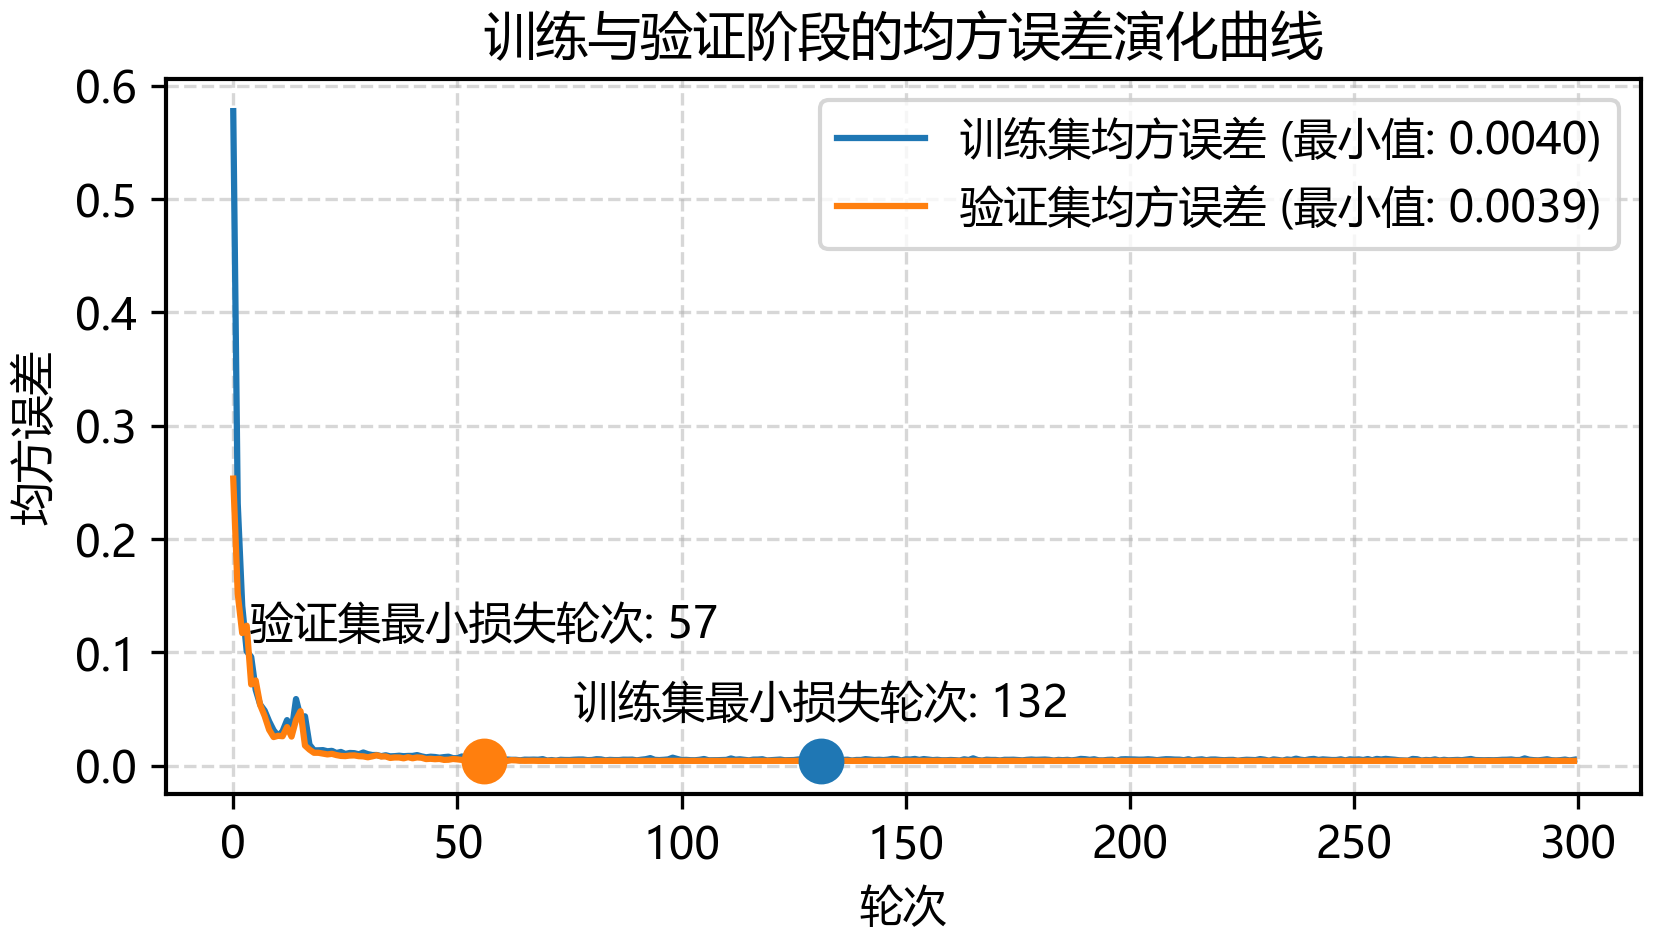 训练与验证阶段的均方误差演化曲线
0.6
0.5
0.4
0.3
0.2
0.1
0.0
均方误差
训练集均方误差 (最小值: 0.0040)
验证集均方误差 (最小值: 0.0039)
验证集最小损失轮次: 57
训练集最小损失轮次: 132
0 50 100 150 200 250 300
轮次